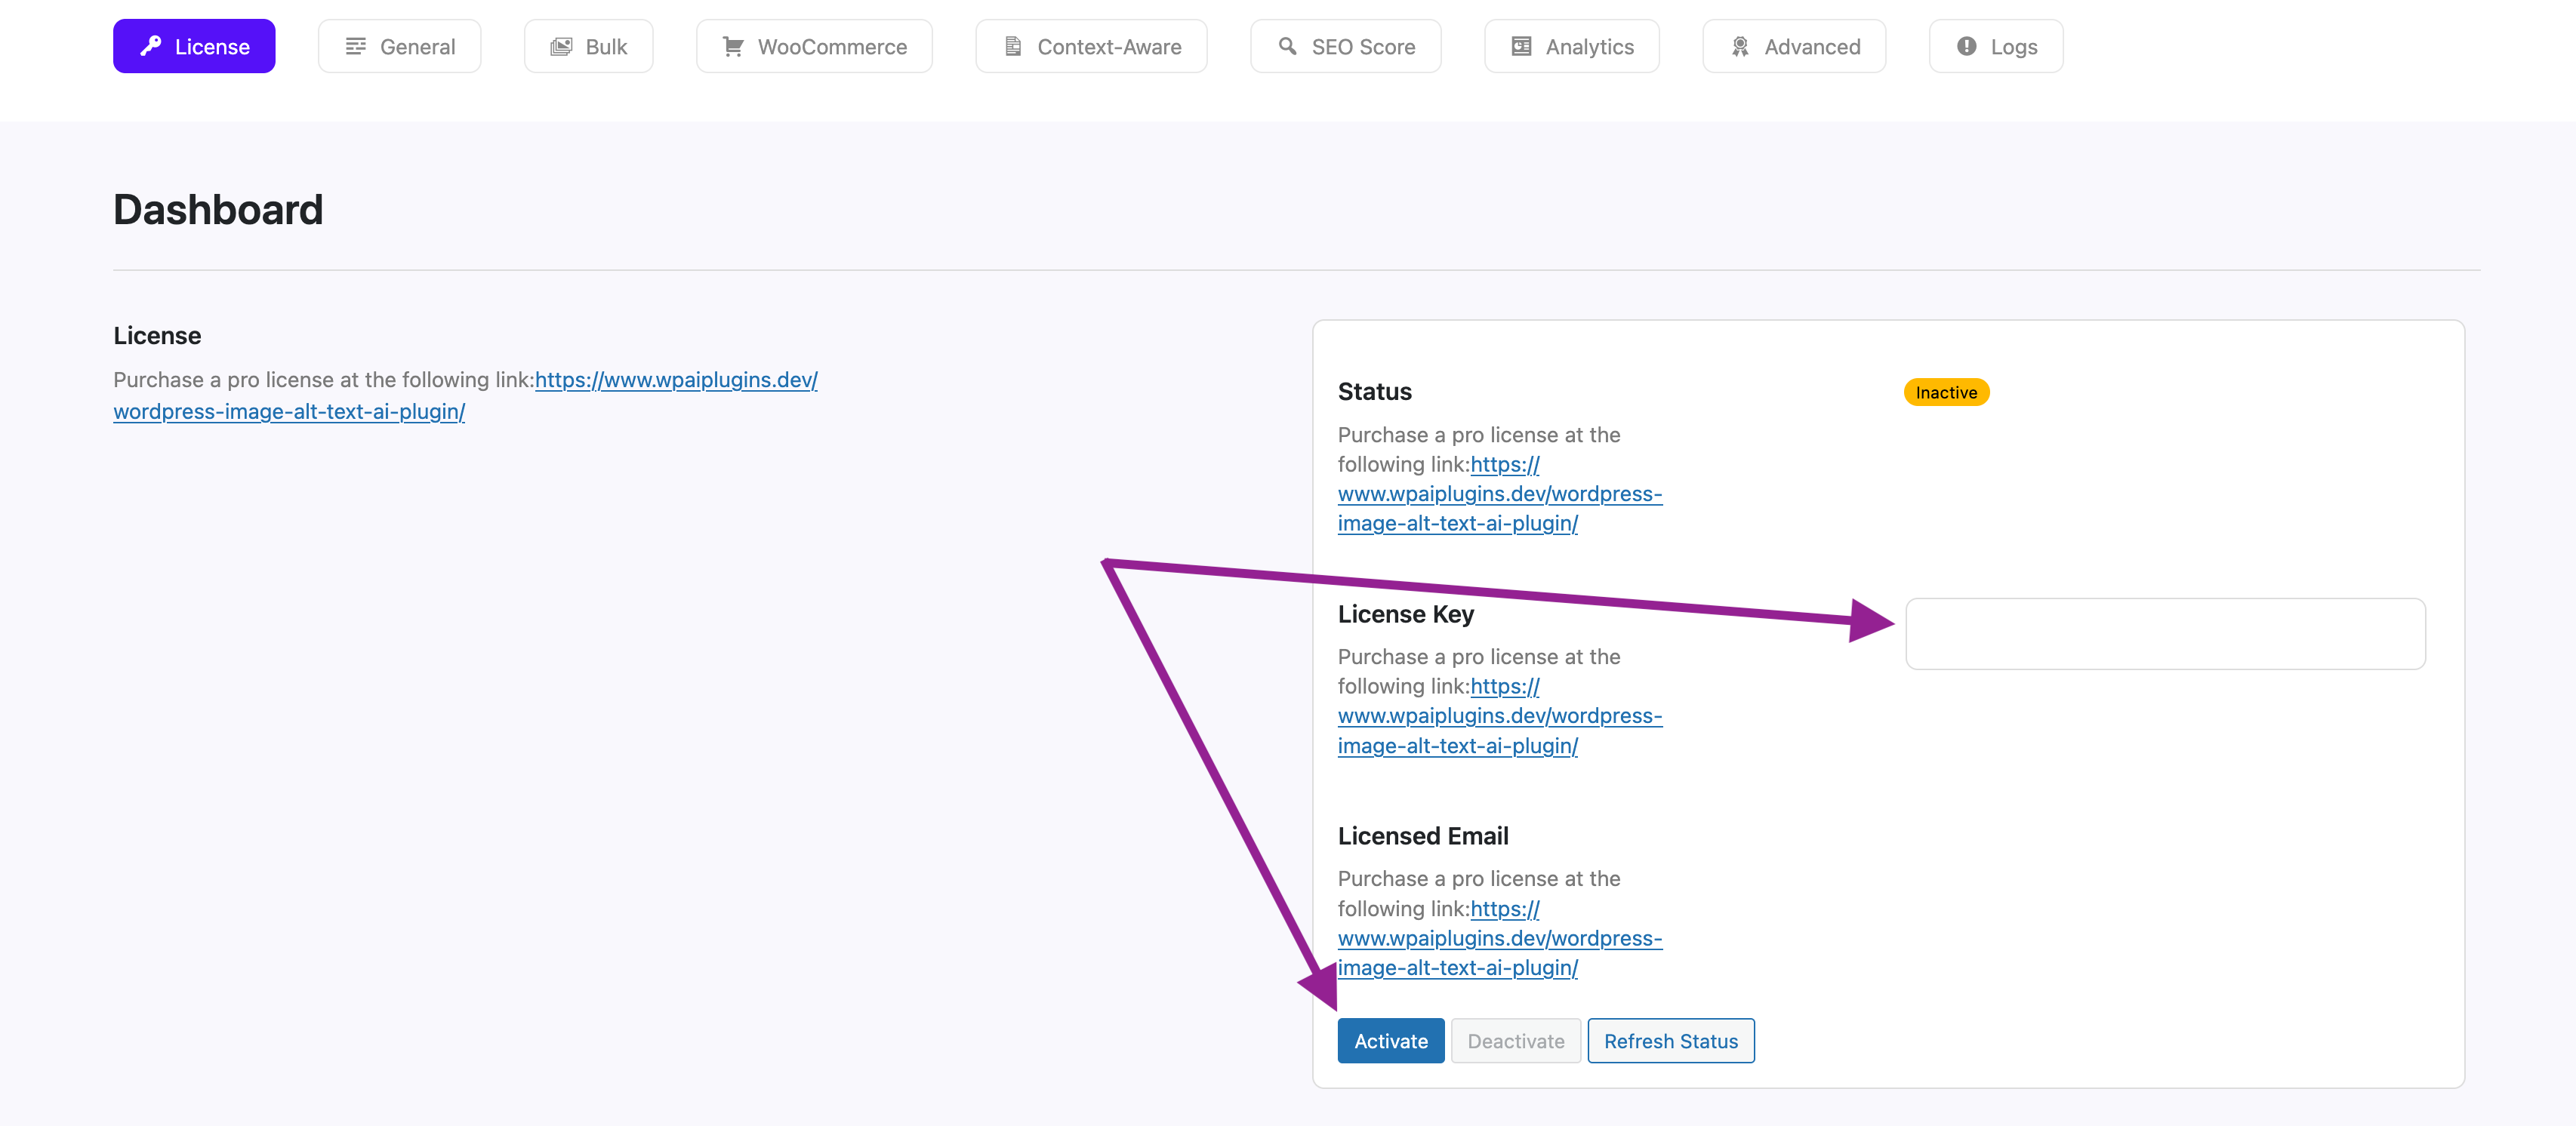 License
General
Bulk
WooCommerce
Context-Aware
SEO Score
Analytics
Advanced
Logs
Dashboard
License
Purchase a pro license at the following link:https://www.wpaiplugins.dev/
wordpress-image-alt-text-ai-plugin/
Status
Inactive
Purchase a pro license at the
following link:https://
www.wpaiplugins.dev/wordpress-
image-alt-text-ai-plugin/
License Key
Purchase a pro license at the
following link:https://
www.wpaiplugins.dev/wordpress-
image-alt-text-ai-plugin/
Licensed Email
Purchase a pro license at the
following link:https://
www.wpaiplugins.dev/wordpress-
image-alt-text-ai-plugin/
Activate
Deactivate
Refresh Status